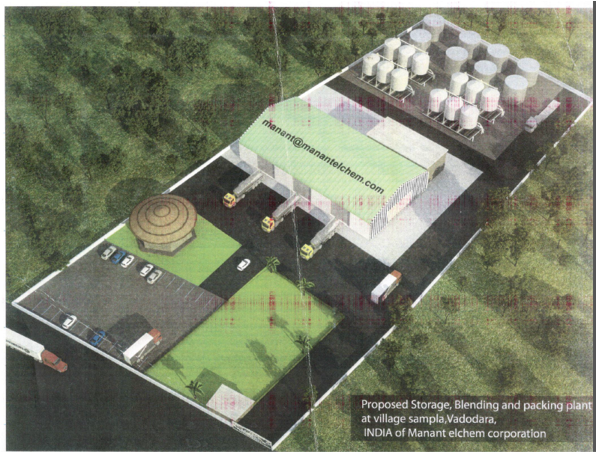 manant@manantelchem.com
Proposed Storage, Blending and packing plant
at village sampla,Vadodara,
INDIA of Manant elchem corporation